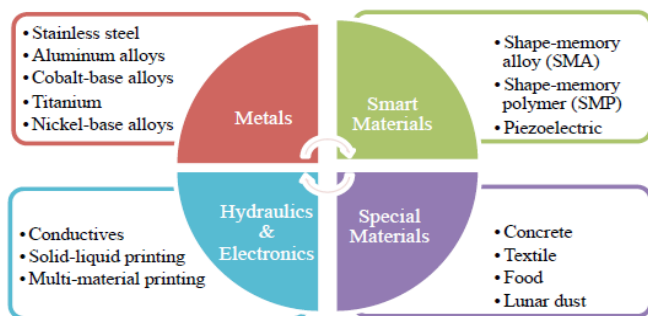 • Stainless steel
• Aluminum alloys
• Cobalt-base alloys
• Titanium
• Nickel-base alloys
Metals
Smart
Materials
• Shape-memory
alloy (SMA)
• Shape-memory
polymer (SMP)
• Piezoelectric
• Conductives
• Solid-liquid printing
• Multi-material printing
Hydraulics
&
Electronics
Special
Materials
• Concrete
• Textile
• Food
• Lunar dust